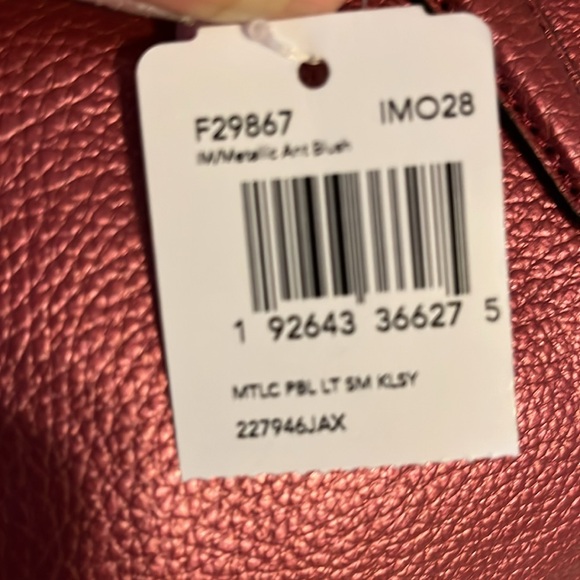 F29867 IMO28
IM/Metallic Ant Blush
1 92643 36627 5
MTLC PBL LT SM KLSY
227946JAX